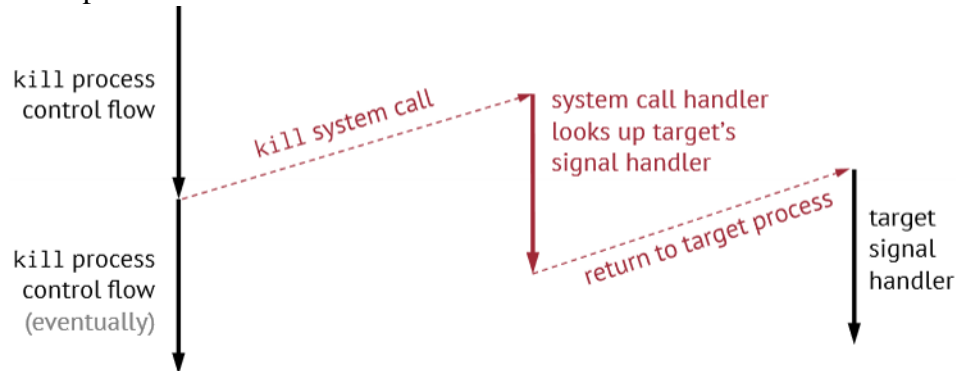 kill process
control flow
kill system call
system call handler
looks up target's
signal handler
return to target process
target
signal
handler
kill process
control flow
(eventually)